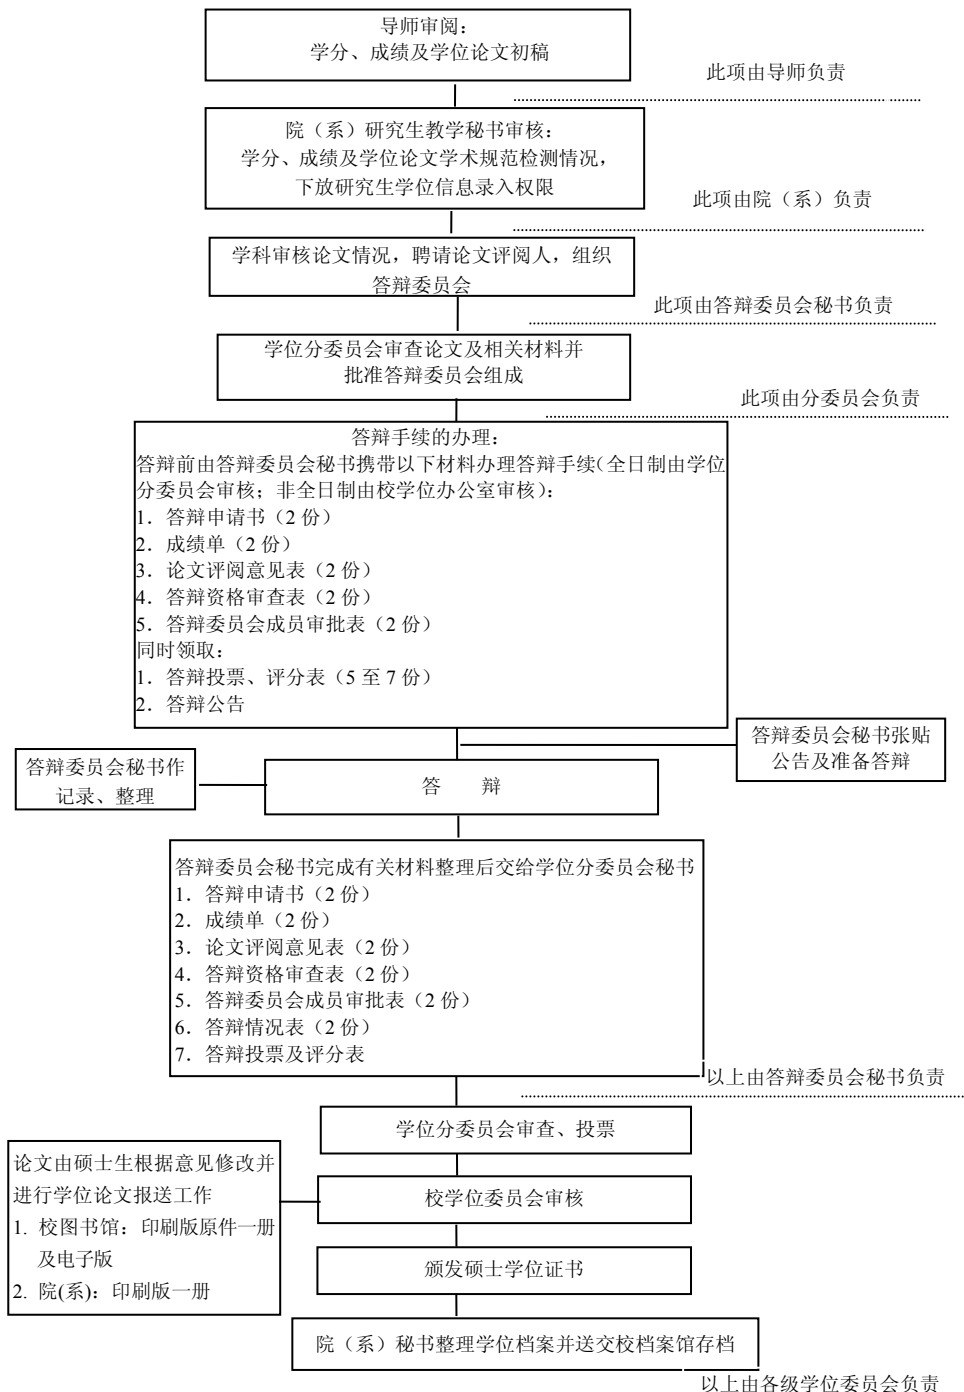 导师审阅：
学分、成绩及学位论文初稿
此项由导师负责
院（系）研究生教学秘书审核：
学分、成绩及学位论文学术规范检测情况，
下放研究生学位信息录入权限
此项由院（系）负责
学科审核论文情况，聘请论文评阅人，组织
答辩委员会
此项由答辩委员会秘书负责
学位分委员会审查论文及相关材料并
批准答辩委员会组成
此项由分委员会负责
答辩手续的办理：
答辩前由答辩委员会秘书携带以下材料办理答辩手续（全日制由学位
分委员会审核；非全日制由校学位办公室审核）：
1．答辩申请书（2 份）
2．成绩单（2 份）
3．论文评阅意见表（2 份）
4．答辩资格审查表（2 份）
5．答辩委员会成员审批表（2 份）
同时领取：
1．答辩投票、评分表（5 至 7 份）
2．答辩公告
答辩委员会秘书张贴
公告及准备答辩
答辩委员会秘书作
记录、整理
答 辩
答辩委员会秘书完成有关材料整理后交给学位分委员会秘书
1．答辩申请书（2 份）
2．成绩单（2 份）
3．论文评阅意见表（2 份）
4．答辩资格审查表（2 份）
5．答辩委员会成员审批表（2 份）
6．答辩情况表（2 份）
7．答辩投票及评分表
以上由答辩委员会秘书负责
学位分委员会审查、投票
论文由硕士生根据意见修改并
进行学位论文报送工作
1. 校图书馆：印刷版原件一册
及电子版
2. 院(系)：印刷版一册
校学位委员会审核
颁发硕士学位证书
院（系）秘书整理学位档案并送交校档案馆存档
以上由各级学位委员会负责